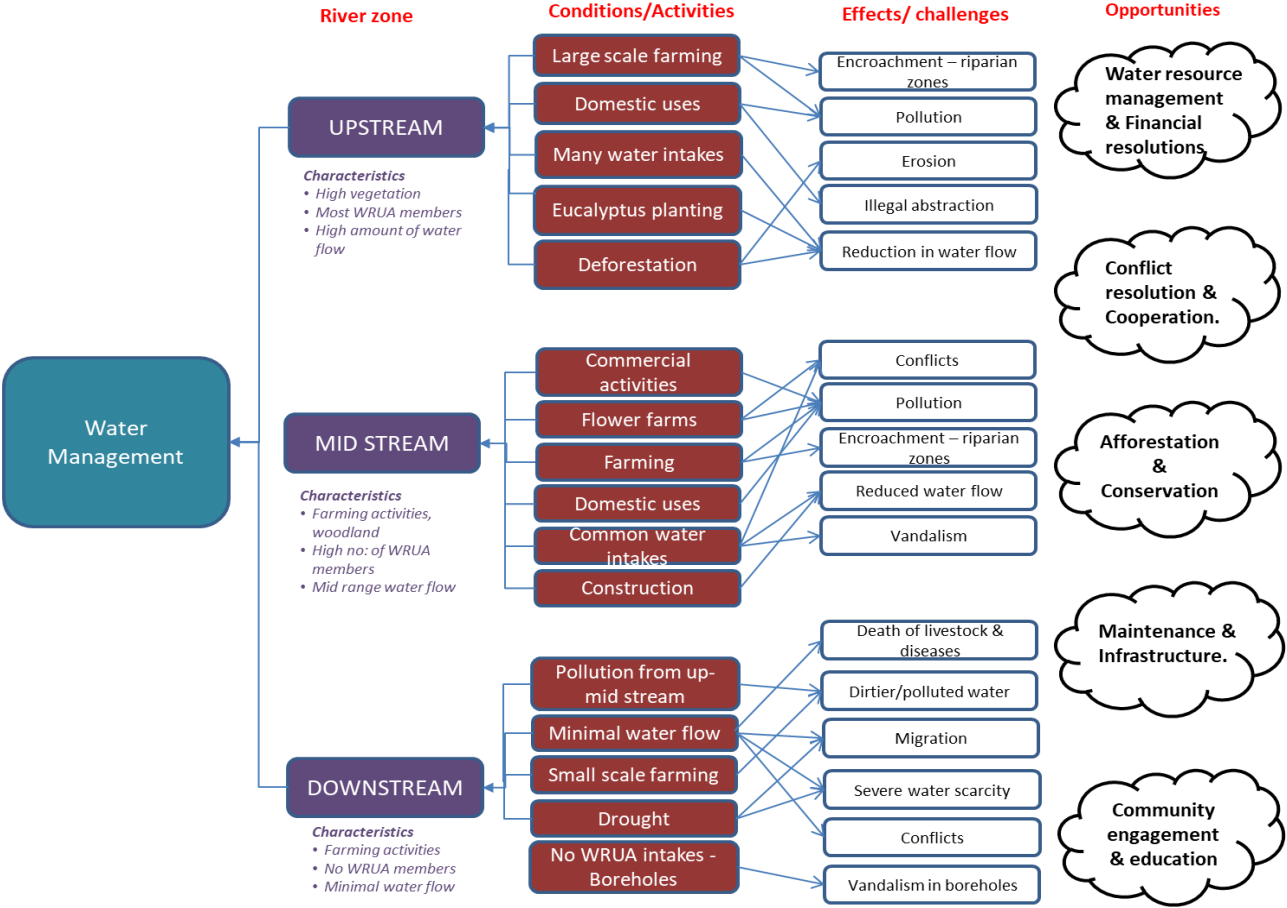 River zone
Conditions/Activities
Effects/ challenges
Opportunities
UPSTREAM
Characteristics
• High vegetation
• Most WRUA members
• High amount of water
flow
Large scale farming
Domestic uses
Many water intakes
Eucalyptus planting
Deforestation
Encroachment – riparian
zones
Pollution
Erosion
Illegal abstraction
Reduction in water flow
Water resource
management
& Financial
resolutions
Conflict
resolution &
Cooperation.
Water
Management
MID STREAM
Characteristics
• Farming activities,
woodland
• High no: of WRUA
members
• Mid range water flow
Commercial
activities
Flower farms
Farming
Domestic uses
Common water
intakes
Construction
Conflicts
Pollution
Encroachment – riparian
zones
Reduced water flow
Vandalism
Afforestation
&
Conservation
Maintenance &
Infrastructure.
DOWNSTREAM
Characteristics
• Farming activities
• No WRUA members
• Minimal water flow
Pollution from up-
mid stream
Minimal water flow
Small scale farming
Drought
No WRUA intakes -
Boreholes
Death of livestock &
diseases
Dirtier/polluted water
Migration
Severe water scarcity
Conflicts
Vandalism in boreholes
Community
engagement
& education